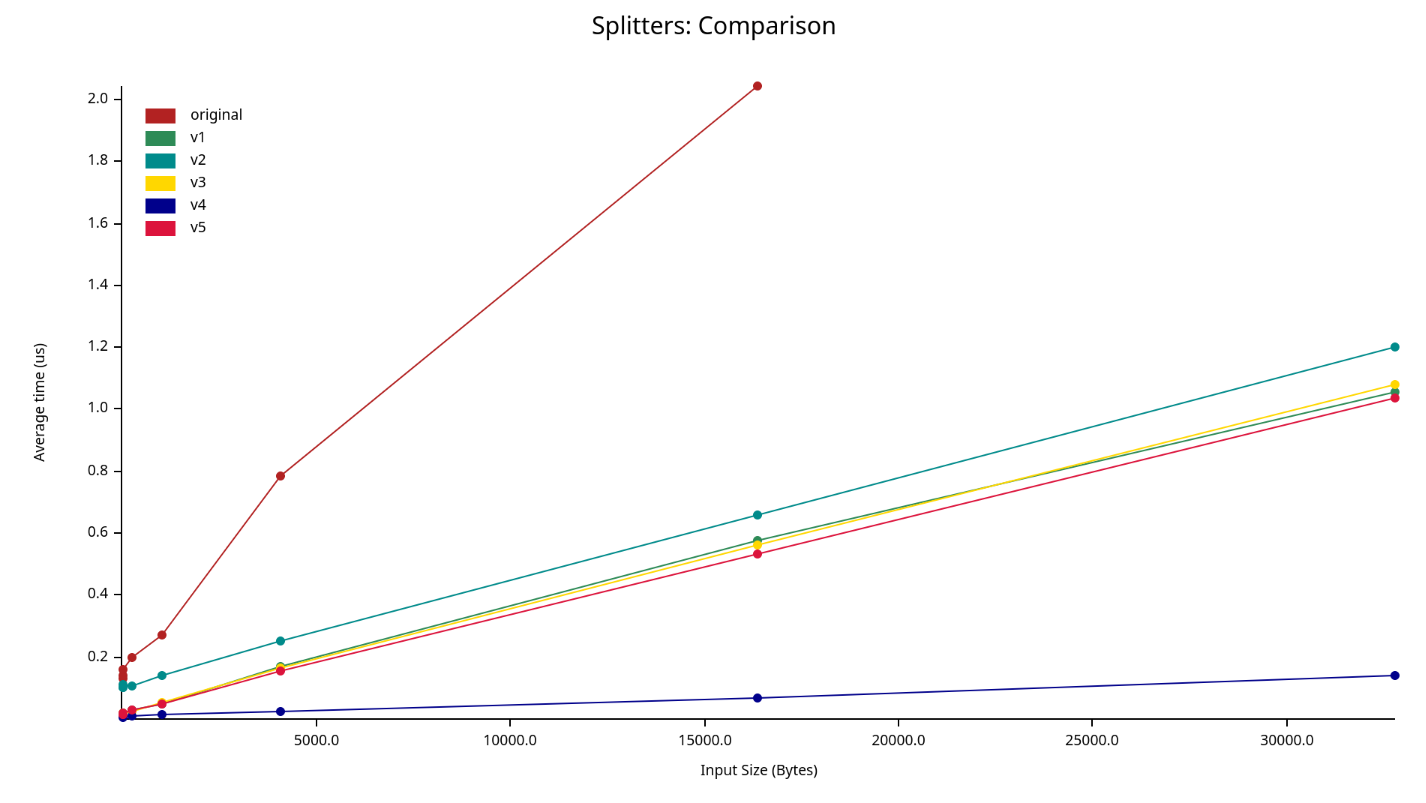 Splitters: Comparison
2.0
1.8
1.6
1.4
1.2
1.0
0.8
0.6
0.4
0.2
original
v1
v2
v3
v4
v5
Average time (us)
5000.0 10000.0 15000.0 20000.0 25000.0 30000.0
Input Size (Bytes)